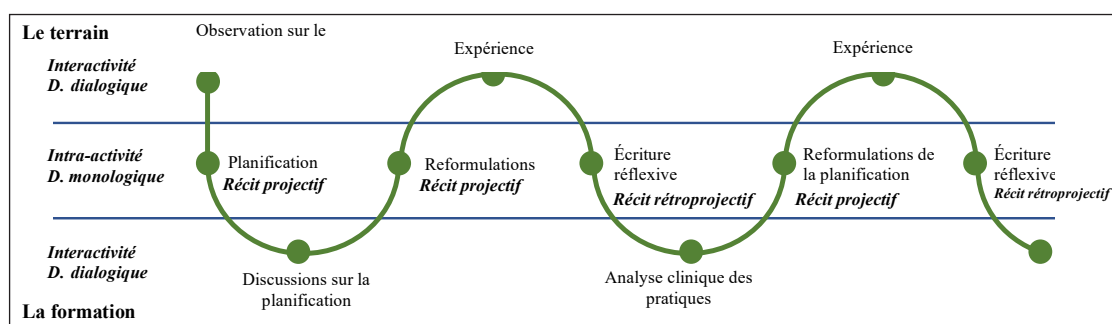 Le terrain
Observation sur le
Interactivité
D. dialogique
Expérience
Expérience
Intra-activité
D. monologique
Planification
Récit projectif
Reformulations
Récit projectif
Écriture
réflexive
Récit rétroprojectif
Reformulations de
la planification
Récit projectif
Écriture
réflexive
Récit rétroprojectif
Interactivité
D. dialogique
Discussions sur la
planification
Analyse clinique des
pratiques
La formation